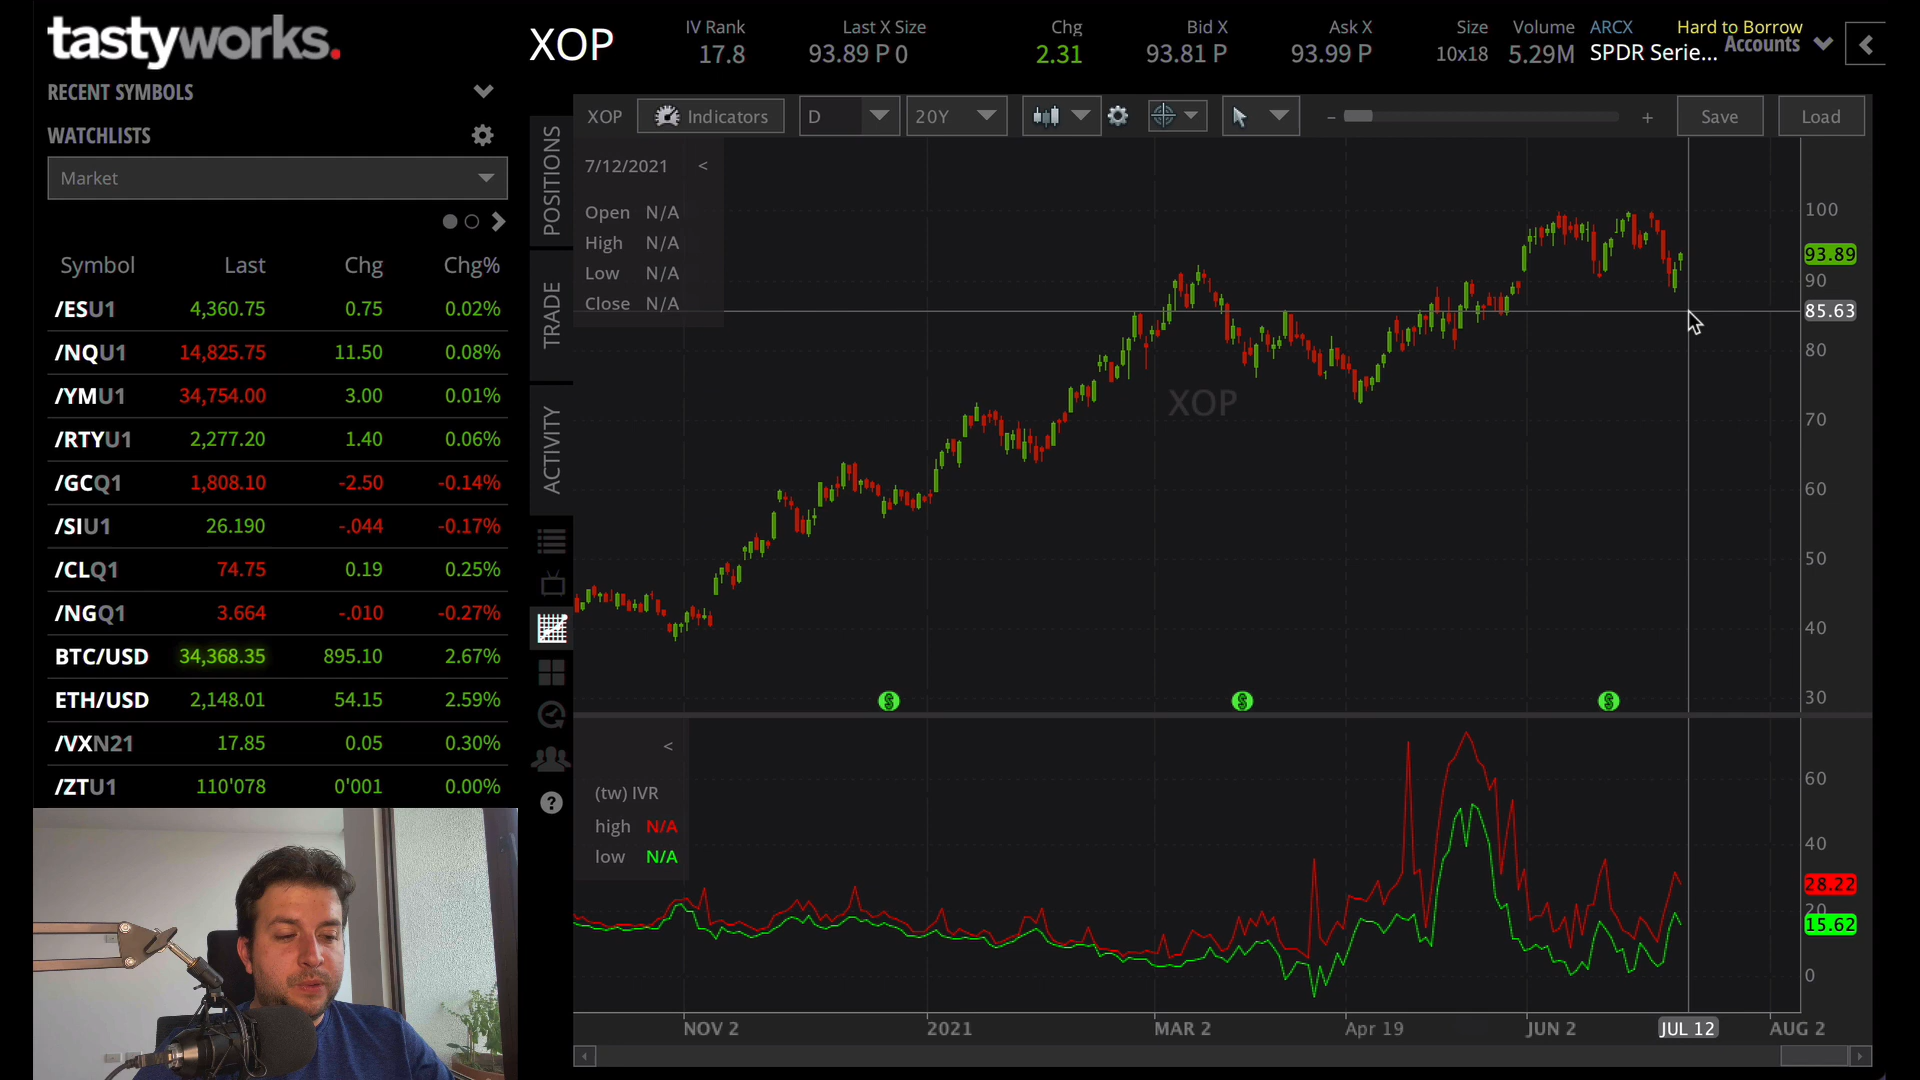 tastyworks.
RECENT SYMBOLS
WATCHLISTS
Market
Symbol Last Chg Chg%
/ESU1 4,360.75 0.75 0.02%
/NQU1 14,825.75 11.50 0.08%
/YMU1 34,754.00 3.00 0.01%
/RTYU1 2,277.20 1.40 0.06%
/GCQ1 1,808.10 -2.50 -0.14%
/SIU1 26.190 -.044 -0.17%
/CLQ1 74.75 0.19 0.25%
/NGQ1 3.664 -.010 -0.27%
BTC/USD 34,368.35 895.10 2.67%
ETH/USD 2,148.01 54.15 2.59%
/VXN21 17.85 0.05 0.30%
/ZTU1 110'078 0'001 0.00%
XOP
IV Rank Last X Size Chg Bid X Ask X Size Volume ARCX Hard to Borrow
17.8 93.89 P 0 2.31 93.81 P 93.99 P 10x18 5.29M SPDR Serie... Accounts
POSITIONS
TRADE
ACTIVITY
XOP Indicators D 20Y - + Save Load
7/12/2021 <
Open N/A
High N/A
Low N/A
Close N/A
XOP
100
93.89
90
85.63
80
70
60
50
40
30
<
(tw) IVR
high N/A
low N/A
60
40
28.22
20
15.62
0
NOV 2 2021 MAR 2 Apr 19 JUN 2 JUL 12 AUG 2
?